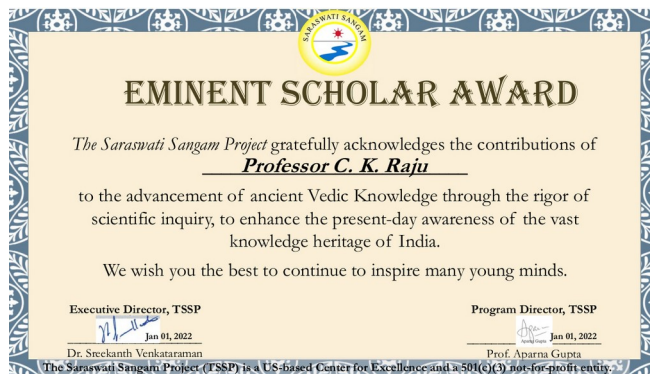 SARASWATI SANGAM
EMINENT SCHOLAR AWARD
The Saraswati Sangam Project gratefully acknowledges the contributions of
Professor C. K. Raju
to the advancement of ancient Vedic Knowledge through the rigor of
scientific inquiry, to enhance the present-day awareness of the vast
knowledge heritage of India.
We wish you the best to continue to inspire many young minds.
Executive Director, TSSP
Jan 01, 2022
Dr. Sreekanth Venkataraman
Program Director, TSSP
Aparna Gupta
Jan 01, 2022
Prof. Aparna Gupta
The Saraswati Sangam Project (TSSP) is a US-based Center for Excellence and a 501(c)(3) not-for-profit entity.